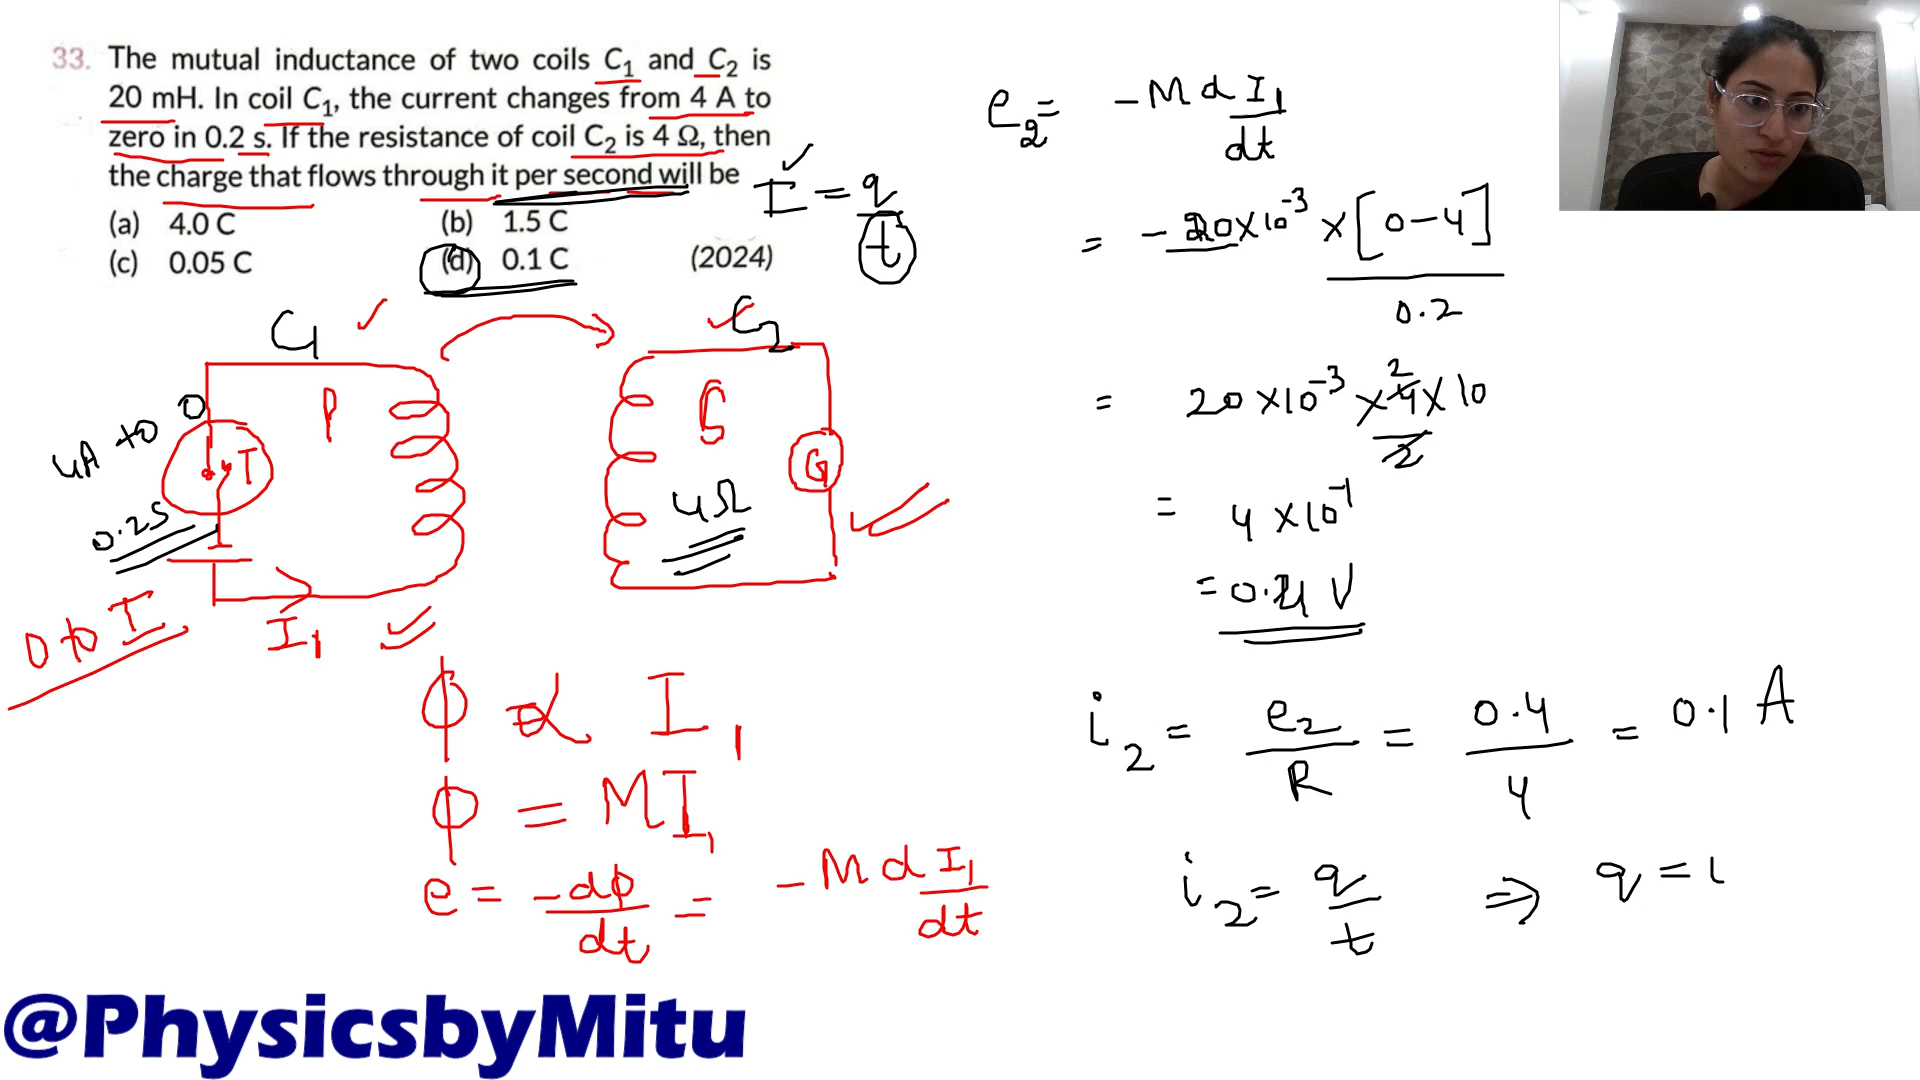 33. The mutual inductance of two coils C₁ and C₂ is
20 mH. In coil C₁, the current changes from 4 A to
zero in 0.2 s. If the resistance of coil C₂ is 4 Ω, then
the charge that flows through it per second will be
(a) 4.0 C (b) 1.5 C
(c) 0.05 C (d) 0.1 C (2024)
I = q/t
C₁
C₂
P
S
4A to 0
I
0.2s
G
4Ω
0 to I
I₁
ϕ ∝ I₁
ϕ = MI₁
e = -dϕ/dt = -M dI₁/dt
e₂ = -M dI₁/dt
= -20×10⁻³ × [0-4]/0.2
= 20×10⁻³ × 4/2 × 10
2
= 4×10⁻¹
= 0.4 V
i₂ = e₂/R = 0.4/4 = 0.1 A
i₂ = q/t ⇒ q = i
@PhysicsbyMitu